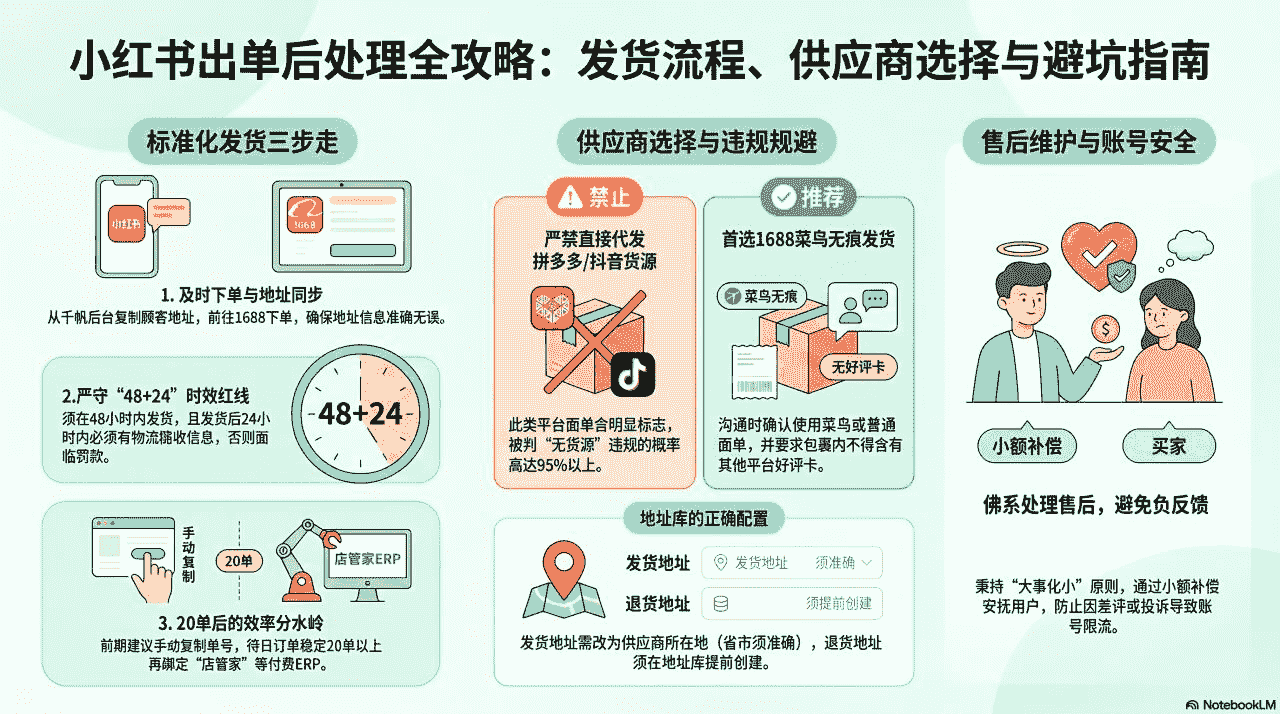 小红书出单后处理全攻略：发货流程、供应商选择与避坑指南
标准化发货三步走
小红书
1668
1. 及时下单与地址同步
从千帆后台复制顾客地址，前往1688下单，确保地址信息准确无误。
2.严守“48+24”时效红线
须在48小时内发货，且发货后24小
时内必须有物流揽收信息，否则面
临罚款。
48+24
手动复制
20单
店管家ERP
3. 20单后的效率分水岭
前期建议手动复制单号，待日订单稳定20单以上
再绑定“店管家”等付费ERP。
供应商选择与违规规避
禁止
严禁直接代发
拼多多/抖音货源
此类平台面单含明显标志，
被判“无货源”违规的概率
高达95%以上。
推荐
首选1688菜鸟无痕发货
菜鸟无痕
无好评卡
沟通时确认使用菜鸟或普通
面单，并要求包裹内不得含有
其他平台好评卡。
地址库的正确配置
发货地址
发货地址 须准确
退货地址
须提前创建
发货地址需改为供应商所在地（省市须准确），退货地址
须在地址库提前创建。
售后维护与账号安全
$
小额补偿
买家
佛系处理售后，避免负反馈
秉持“大事化小”原则，通过小额补偿
安抚用户，防止因差评或投诉导致账
号限流。
NotebookLM